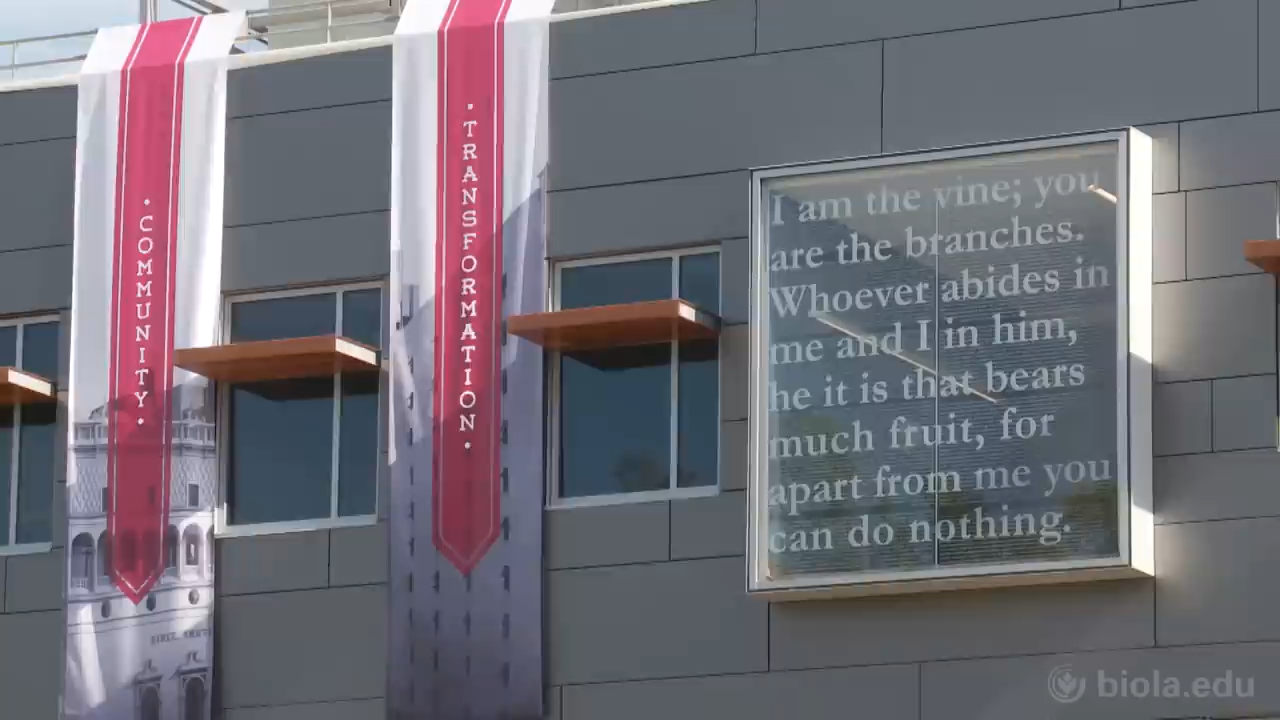 • COMMUNITY •
• TRANSFORMATION •
I am the vine; you
are the branches.
Whoever abides in
me and I in him,
he it is that bears
much fruit, for
apart from me you
can do nothing.
biola.edu